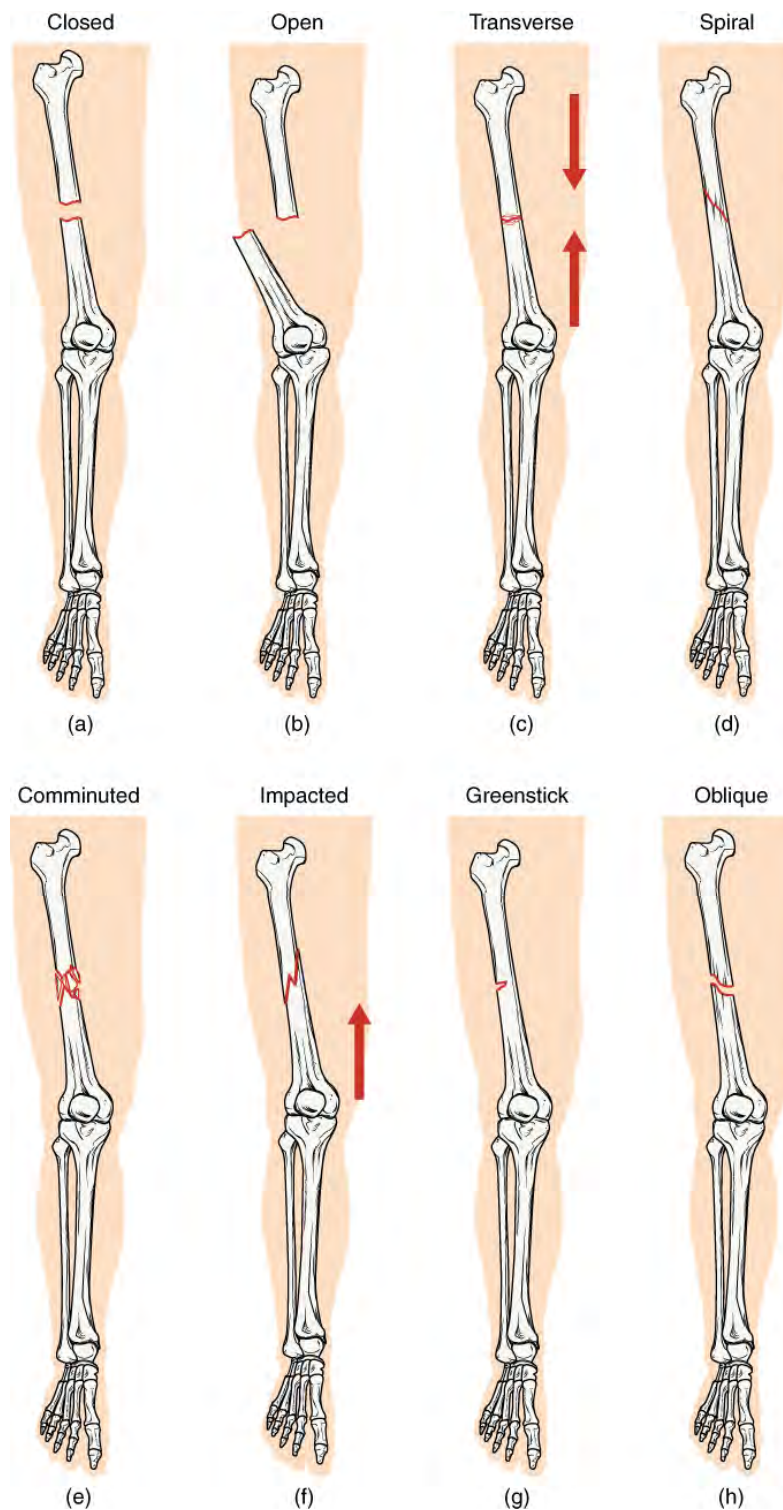 Closed Open Transverse Spiral
(a) (b) (c) (d)
Comminuted Impacted Greenstick Oblique
(e) (f) (g) (h)